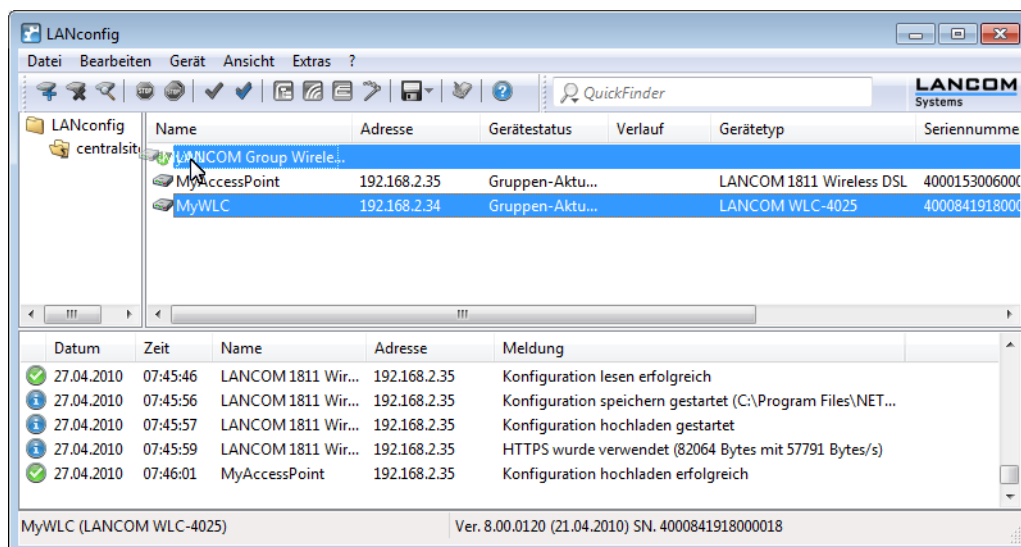 LANconfig
Datei Bearbeiten Gerät Ansicht Extras ?
QuickFinder
LANCOM
Systems
LANconfig
centralsit
Name Adresse Gerätestatus Verlauf Gerätetyp Seriennumme
LANCOM Group Wirele...
MyAccessPoint 192.168.2.35 Gruppen-Aktu... LANCOM 1811 Wireless DSL 4000153006000
MyWLC 192.168.2.34 Gruppen-Aktu... LANCOM WLC-4025 4000841918000
Datum Zeit Name Adresse Meldung
27.04.2010 07:45:46 LANCOM 1811 Wir... 192.168.2.35 Konfiguration lesen erfolgreich
27.04.2010 07:45:56 LANCOM 1811 Wir... 192.168.2.35 Konfiguration speichern gestartet (C:\Program Files\NET...
27.04.2010 07:45:57 LANCOM 1811 Wir... 192.168.2.35 Konfiguration hochladen gestartet
27.04.2010 07:45:59 LANCOM 1811 Wir... 192.168.2.35 HTTPS wurde verwendet (82064 Bytes mit 57791 Bytes/s)
27.04.2010 07:46:01 MyAccessPoint 192.168.2.35 Konfiguration hochladen erfolgreich
MyWLC (LANCOM WLC-4025) Ver. 8.00.0120 (21.04.2010) SN. 4000841918000018